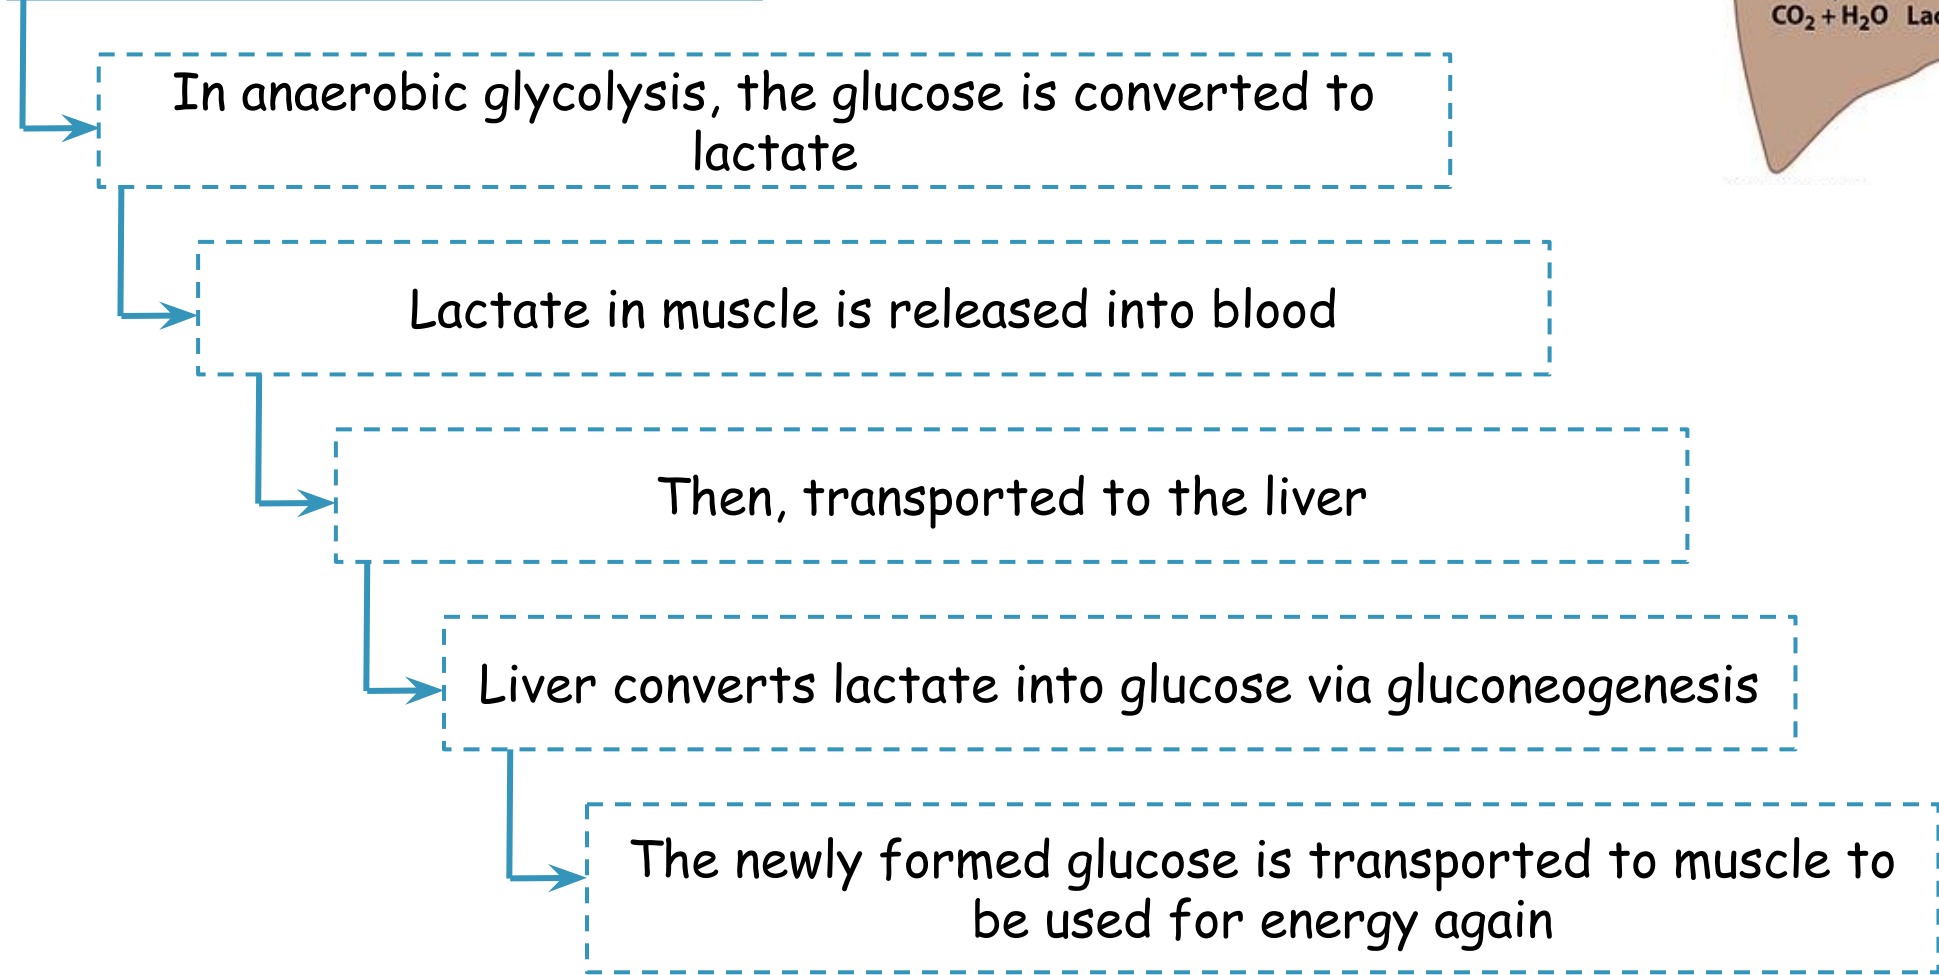 CO₂ + H₂O
In anaerobic glycolysis, the glucose is converted to
lactate
Lactate in muscle is released into blood
Then, transported to the liver
Liver converts lactate into glucose via gluconeogenesis
The newly formed glucose is transported to muscle to
be used for energy again